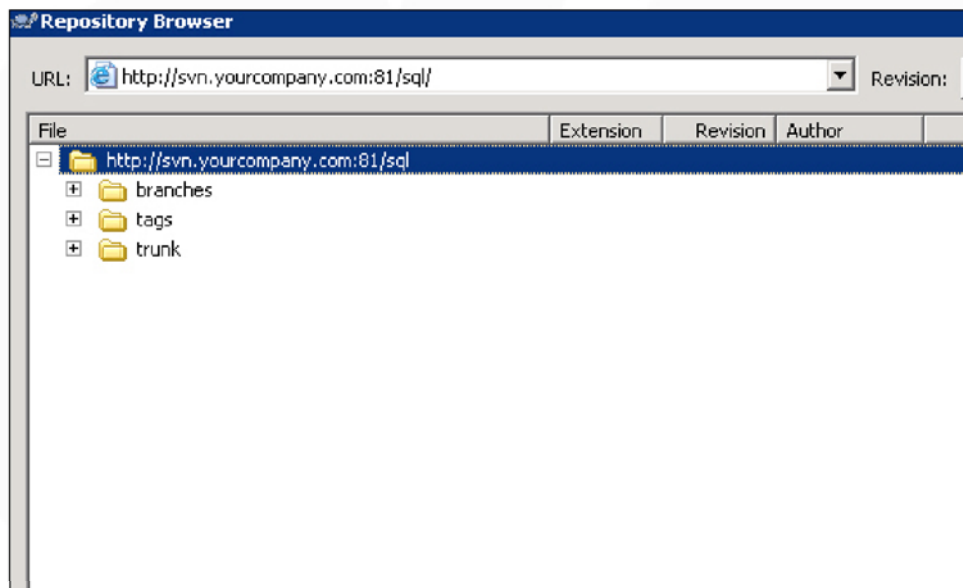 Repository Browser
URL: http://svn.yourcompany.com:81/sql/ Revision:
File Extension Revision Author
http://svn.yourcompany.com:81/sql
branches
tags
trunk